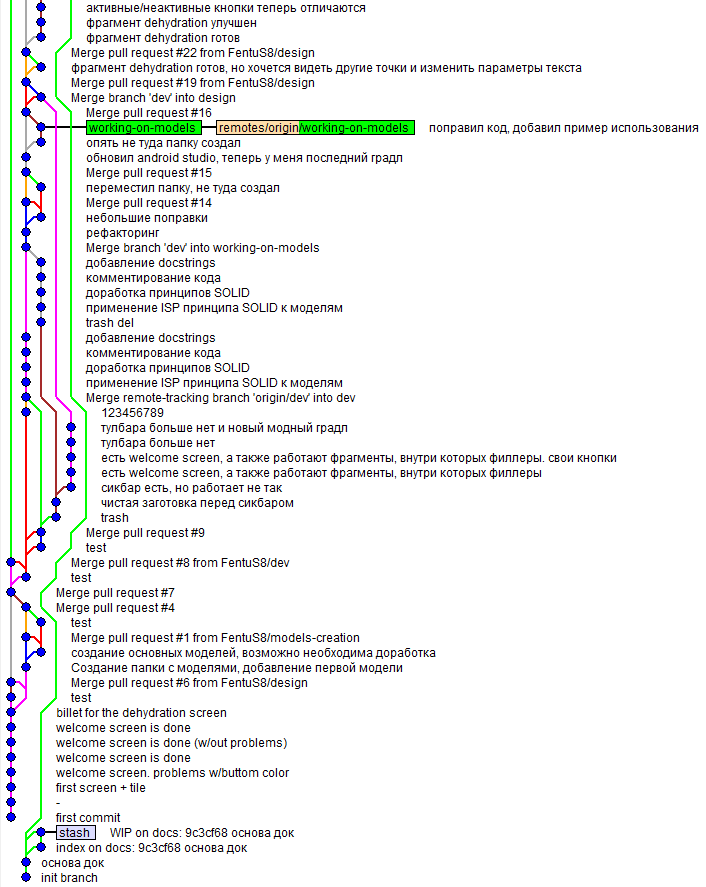 активные/неактивные кнопки теперь отличаются
фрагмент dehydration улучшен
фрагмент dehydration готов
Merge pull request #22 from FentuS8/design
фрагмент dehydration готов, но хочется видеть другие точки и изменить параметры текста
Merge pull request #19 from FentuS8/design
Merge branch 'dev' into design
Merge pull request #16
working-on-models remotes/origin/working-on-models поправил код, добавил пример использования
опять не туда папку создал
обновил android studio, теперь у меня последний градл
Merge pull request #15
переместил папку, не туда создал
Merge pull request #14
небольшие поправки
рефакторинг
Merge branch 'dev' into working-on-models
добавление docstrings
комментирование кода
доработка принципов SOLID
применение ISP принципа SOLID к моделям
trash del
добавление docstrings
комментирование кода
доработка принципов SOLID
применение ISP принципа SOLID к моделям
Merge remote-tracking branch 'origin/dev' into dev
123456789
тулбара больше нет и новый модный градл
тулбара больше нет
есть welcome screen, а также работают фрагменты, внутри которых филлеры. свои кнопки
есть welcome screen, а также работают фрагменты, внутри которых филлеры
сикбар есть, но работает не так
чистая заготовка перед сикбаром
trash
Merge pull request #9
test
Merge pull request #8 from FentuS8/dev
test
Merge pull request #7
Merge pull request #4
test
Merge pull request #1 from FentuS8/models-creation
создание основных моделей, возможно необходима доработка
Создание папки с моделями, добавление первой модели
Merge pull request #6 from FentuS8/design
test
billet for the dehydration screen
welcome screen is done
welcome screen is done (w/out problems)
welcome screen is done
welcome screen. problems w/buttom color
first screen + tile
-
first commit
stash WIP on docs: 9c3cf68 основа док
index on docs: 9c3cf68 основа док
основа док
init branch